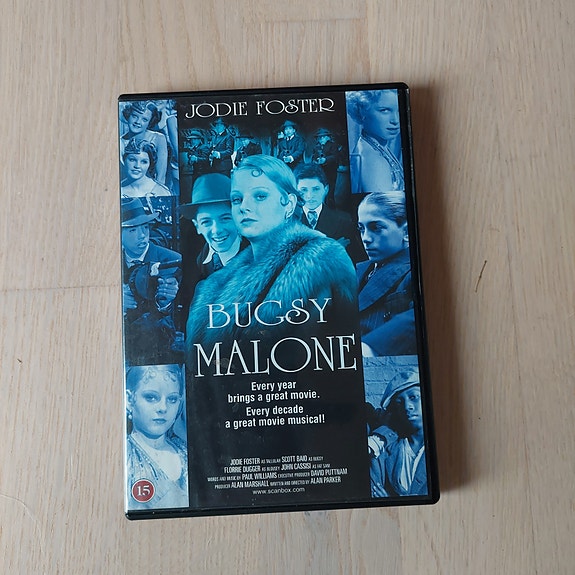 JODIE FOSTER
BUGSY
MALONE
Every year
brings a great movie.
Every decade
a great movie musical!
JODIE FOSTER AS TALLULAH SCOTT BAIO AS BUGSY
FLORRIE DUGGER AS BLOUSEY JOHN CASSISI AS FAT SAM
WORDS AND MUSIC BY PAUL WILLIAMS EXECUTIVE PRODUCER DAVID PUTTNAM
PRODUCER ALAN MARSHALL WRITTEN AND DIRECTED BY ALAN PARKER
www.scanbox.com
15